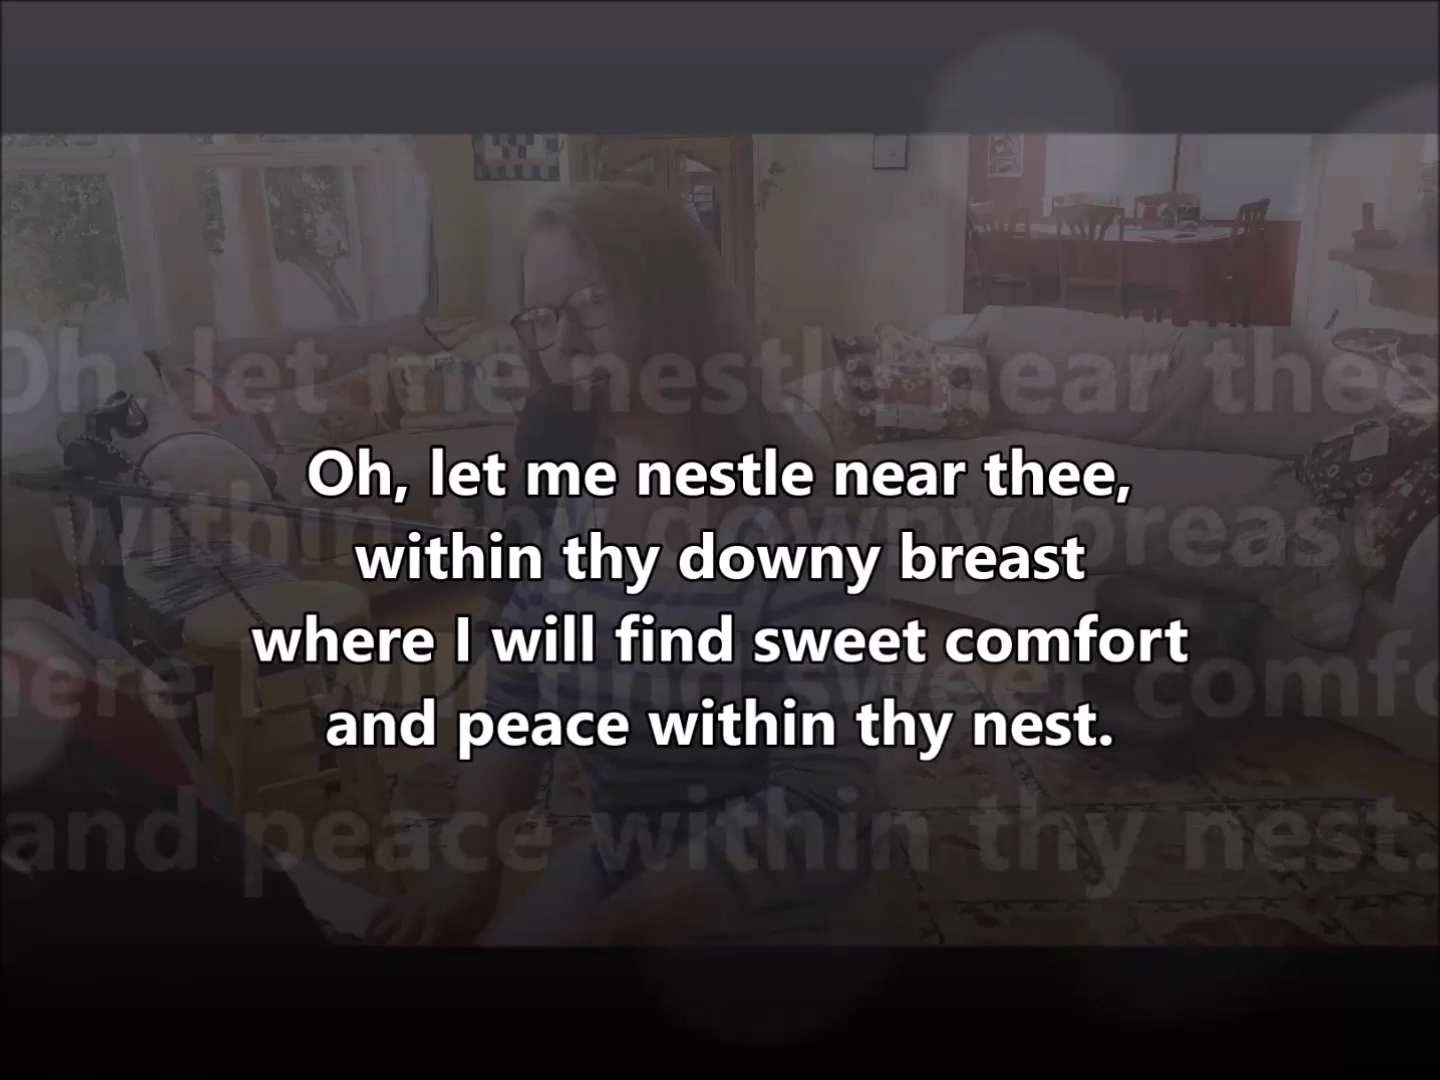 Oh, let me nestle near thee,
within thy downy breast
where I will find sweet comfort
and peace within thy nest.